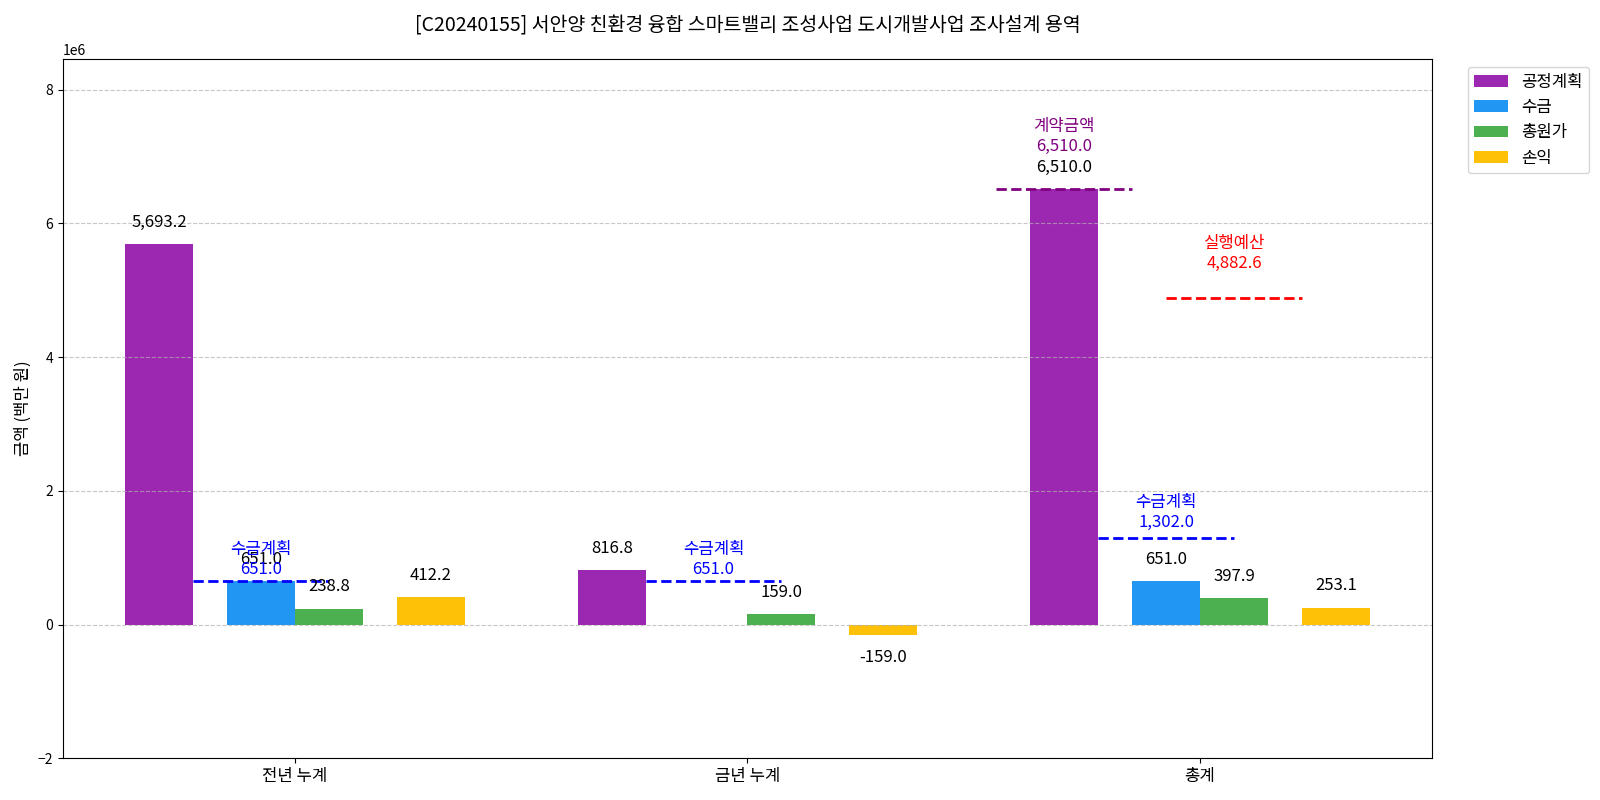 [C20240155] 서안양 친환경 융합 스마트밸리 조성사업 도시개발사업 조사설계 용역
1e6
8
6
4
2
0
−2
금액 (백만 원)
공정계획
수금
총원가
손익
5,693.2
수금계획
651.0
651.0
238.8
412.2
816.8
수금계획
651.0
159.0
-159.0
계약금액
6,510.0
6,510.0
실행예산
4,882.6
수금계획
1,302.0
651.0
397.9
253.1
전년 누계
금년 누계
총계